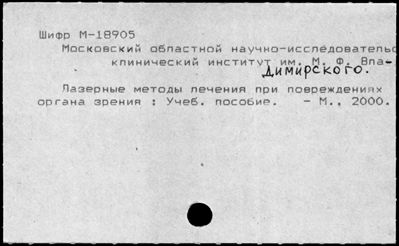 Шифр М-18905
Московский областной научно-исследовательс
клинический институт им. М. Ф. Вла-
димирского.
Лазерные методы лечения при повреждениях
органа зрения : Учеб. пособие. - М., 2000.